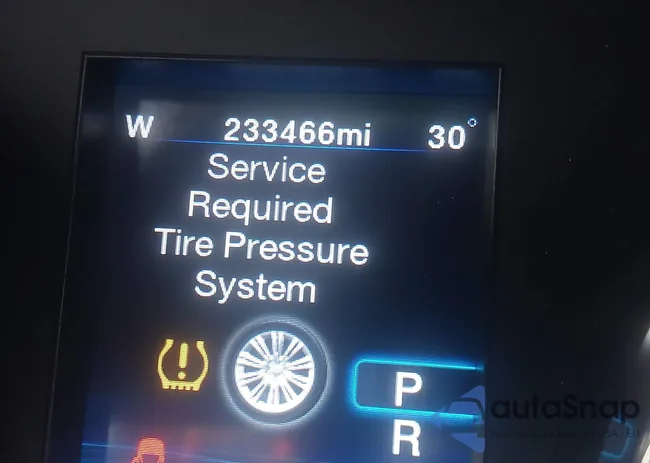 W 233466mi 30°
Service
Required
Tire Pressure
System
P
R
autoSnap